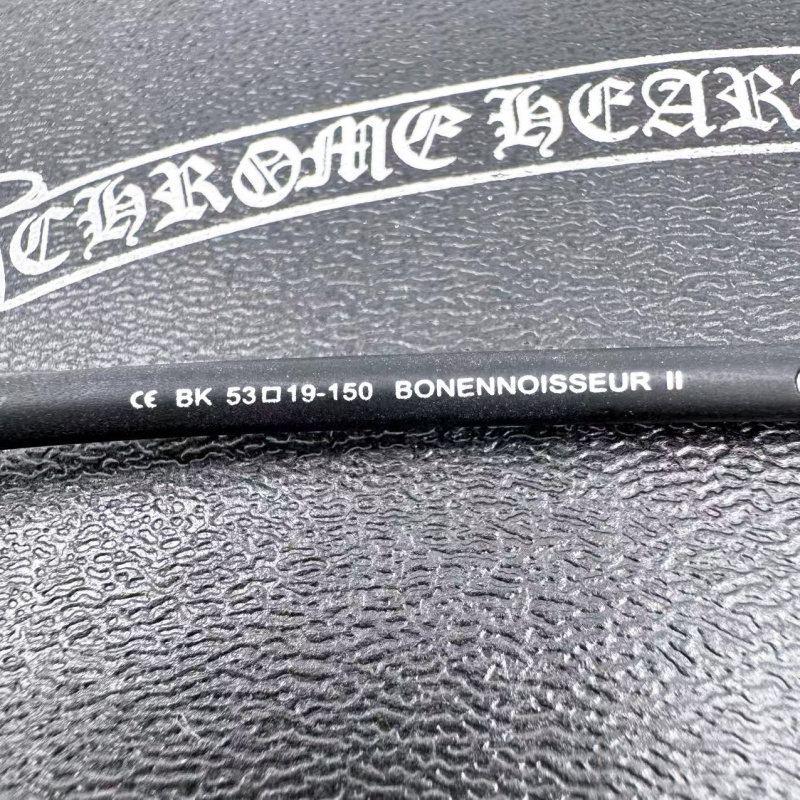 CHROME HEAR
CE BK 53□19-150 BONENNOISSEUR II